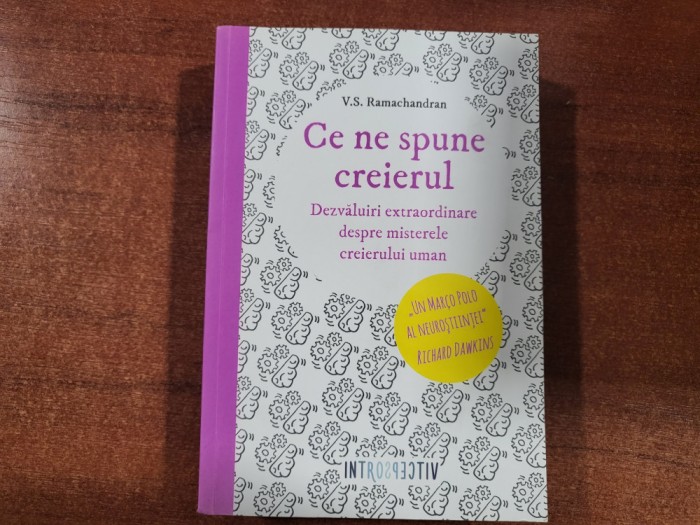 V.S. Ramachandran
Ce ne spune
creierul
Dezvăluiri extraordinare
despre misterele
creierului uman
„Un Marco Polo
al neuroștiinței”
Richard Dawkins
INTROSPECTIV